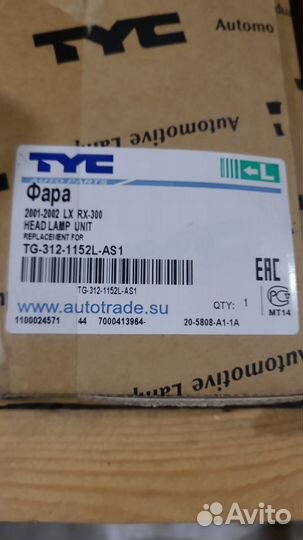 TYC
Automo
Automotive Lam
TYC
AUTO PARTS
L
Фара
2001-2002 LX RX-300
HEAD LAMP UNIT
REPLACEMENT FOR
TG-312-1152L-AS1
EAC
TG-312-1152L-AS1
QTY: 1
www.autotrade.su
МТ14
1100024571 44 7000413964- 20-5808-A1-1A
Avito